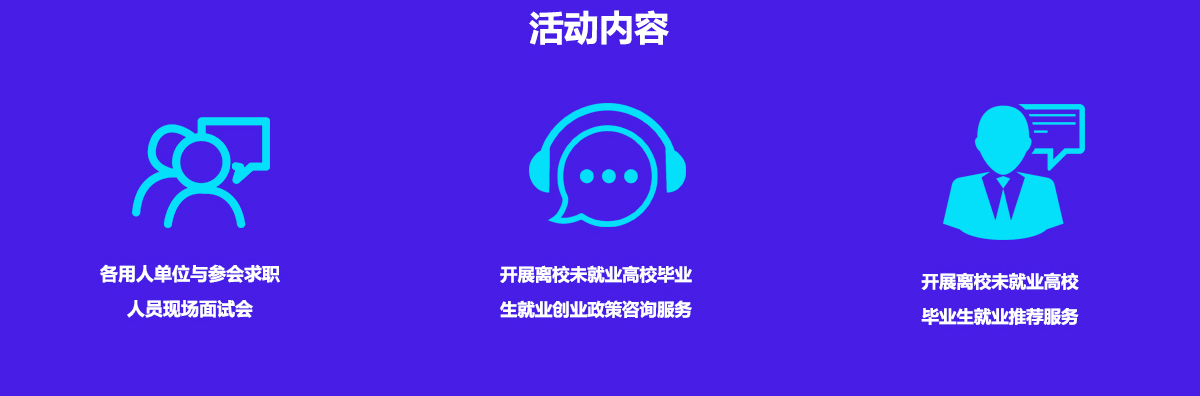 活动内容
各用人单位与参会求职
人员现场面试会
开展离校未就业高校毕业
生就业创业政策咨询服务
开展离校未就业高校
毕业生就业推荐服务